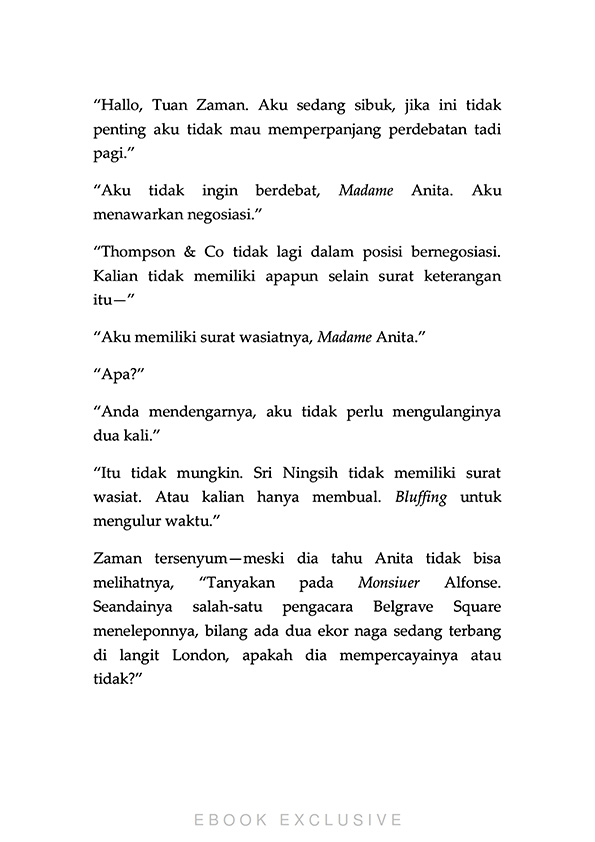 “Hallo, Tuan Zaman. Aku sedang sibuk, jika ini tidak
penting aku tidak mau memperpanjang perdebatan tadi
pagi.”
“Aku tidak ingin berdebat, Madame Anita. Aku
menawarkan negosiasi.”
“Thompson & Co tidak lagi dalam posisi bernegosiasi.
Kalian tidak memiliki apapun selain surat keterangan
itu—”
“Aku memiliki surat wasiatnya, Madame Anita.”
“Apa?”
“Anda mendengarnya, aku tidak perlu mengulanginya
dua kali.”
“Itu tidak mungkin. Sri Ningsih tidak memiliki surat
wasiat. Atau kalian hanya membual. Bluffing untuk
mengulur waktu.”
Zaman tersenyum—meski dia tahu Anita tidak bisa
melihatnya, “Tanyakan pada Monsiuer Alfonse.
Seandainya salah-satu pengacara Belgrave Square
meneleponnya, bilang ada dua ekor naga sedang terbang
di langit London, apakah dia mempercayainya atau
tidak?”
EBOOK EXCLUSIVE